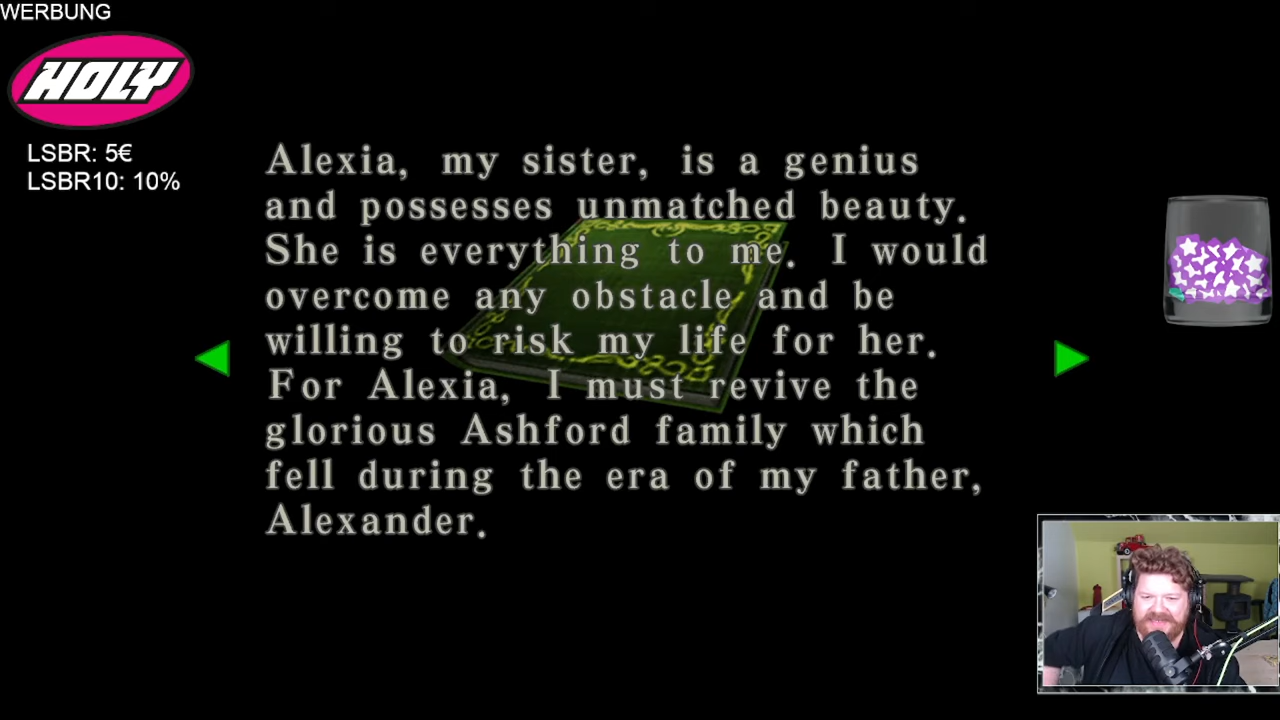 WERBUNG
HOLY
LSBR: 5€
LSBR10: 10%
Alexia, my sister, is a genius
and possesses unmatched beauty.
She is everything to me. I would
overcome any obstacle and be
willing to risk my life for her.
For Alexia, I must revive the
glorious Ashford family which
fell during the era of my father,
Alexander.